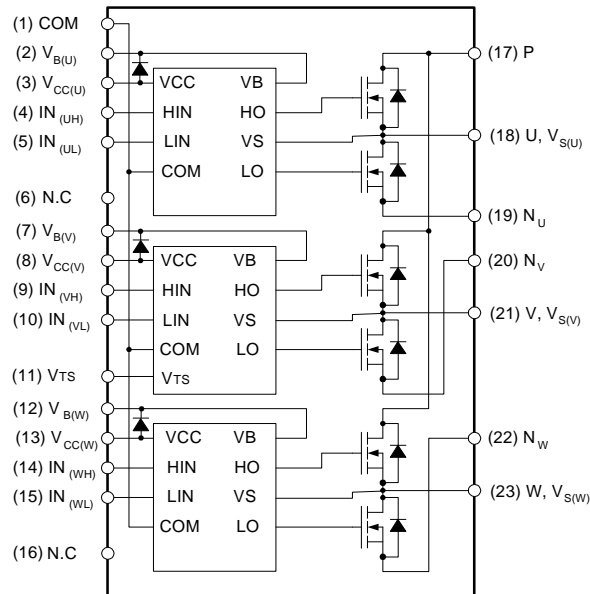 (1) COM
(2) V_B(U)
(3) V_CC(U)
(4) IN_(UH)
(5) IN_(UL)
(6) N.C
(7) V_B(V)
(8) V_CC(V)
(9) IN_(VH)
(10) IN_(VL)
(11) VTS
(12) V_B(W)
(13) V_CC(W)
(14) IN_(WH)
(15) IN_(WL)
(16) N.C
VCC VB
HIN HO
LIN VS
COM LO
VCC VB
HIN HO
LIN VS
COM LO
VTS
VCC VB
HIN HO
LIN VS
COM LO
(17) P
(18) U, V_S(U)
(19) N_U
(20) N_V
(21) V, V_S(V)
(22) N_W
(23) W, V_S(W)